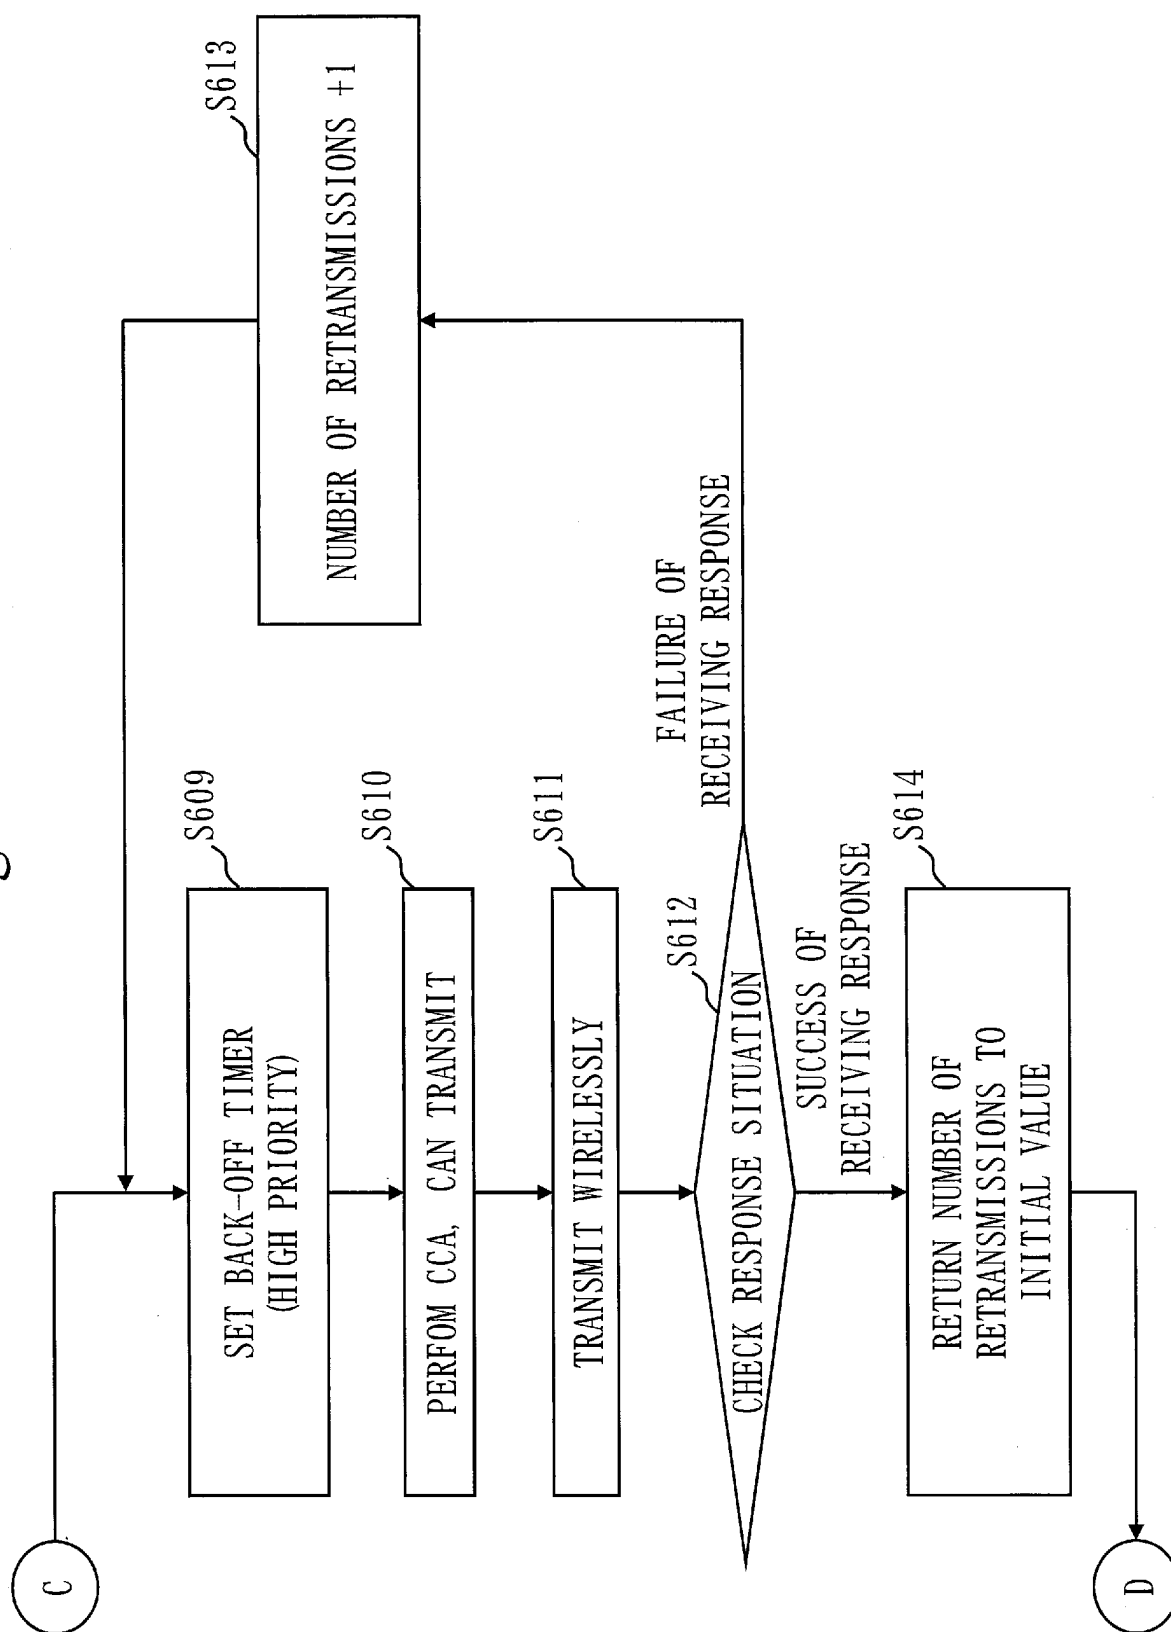 C
S609
SET BACK-OFF TIMER
(HIGH PRIORITY)
S610
PERFOM CCA, CAN TRANSMIT
S611
TRANSMIT WIRELESSLY
S612
CHECK RESPONSE SITUATION
FAILURE OF
RECEIVING RESPONSE
S613
NUMBER OF RETRANSMISSIONS +1
SUCCESS OF
RECEIVING RESPONSE
S614
RETURN NUMBER OF
RETRANSMISSIONS TO
INITIAL VALUE
D